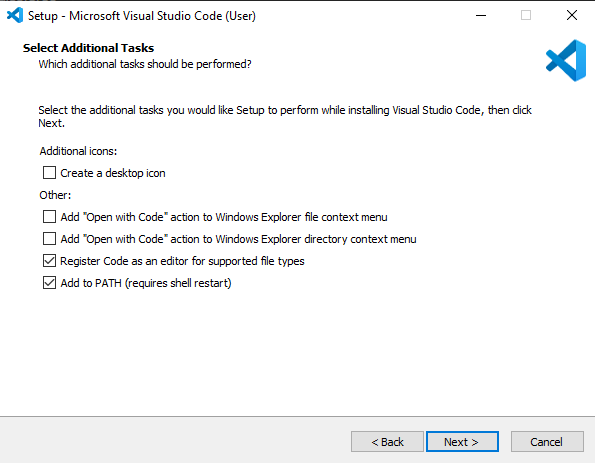 Setup - Microsoft Visual Studio Code (User)
Select Additional Tasks
Which additional tasks should be performed?
Select the additional tasks you would like Setup to perform while installing Visual Studio Code, then click
Next.
Additional icons:
Create a desktop icon
Other:
Add "Open with Code" action to Windows Explorer file context menu
Add "Open with Code" action to Windows Explorer directory context menu
Register Code as an editor for supported file types
Add to PATH (requires shell restart)
< Back Next > Cancel